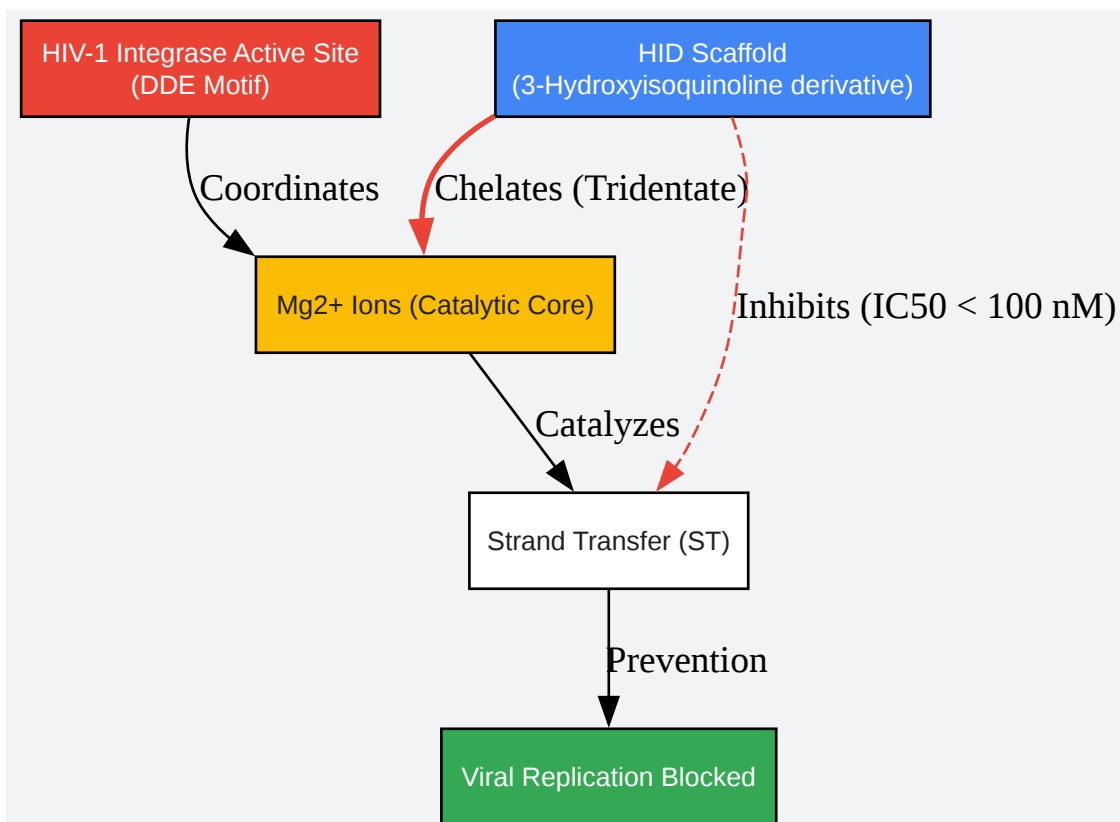 HIV-1 Integrase Active Site
(DDE Motif)
HID Scaffold
(3-Hydroxyisoquinoline derivative)
Coordinates
Chelates (Tridentate)
Mg2+ Ions (Catalytic Core)
Inhibits (IC50 < 100 nM)
Catalyzes
Strand Transfer (ST)
Prevention
Viral Replication Blocked